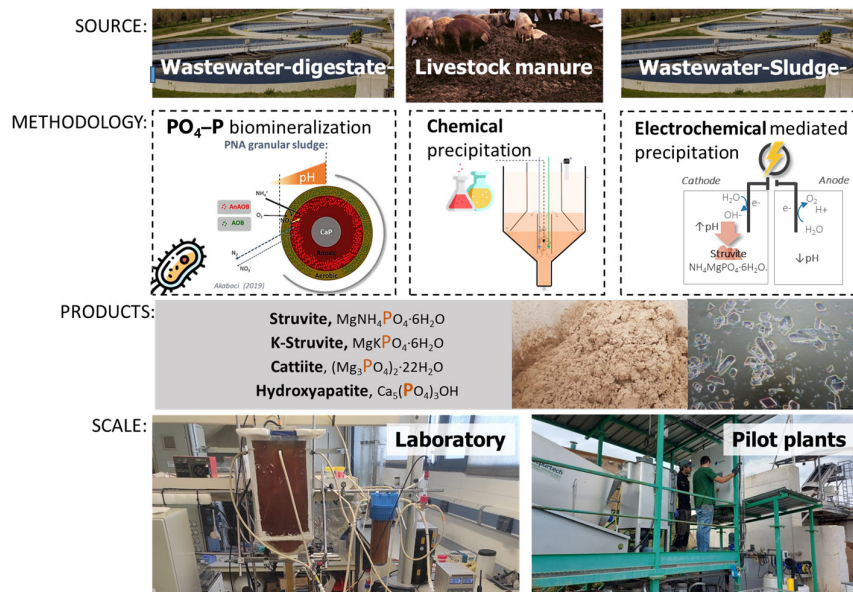 SOURCE:
Wastewater-digestate-
Livestock manure
Wastewater-Sludge-
METHODOLOGY:
PO₄–P biomineralization
PNA granular sludge:
pH
NH₄⁺
O₂
NO₂
AnAOB
AOB
CaP
Anoxic
Aerobic
N₂
NO₃
Akaboci (2019)
Chemical
precipitation
Electrochemical mediated
precipitation
Cathode
Anode
H₂O
OH-
e-
↑pH
Struvite
NH₄MgPO₄·6H₂O.
e-
O₂
H+
H₂O
↓pH
PRODUCTS:
Struvite, MgNH₄PO₄·6H₂O
K-Struvite, MgKPO₄·6H₂O
Cattiite, (Mg₃PO₄)₂·22H₂O
Hydroxyapatite, Ca₅(PO₄)₃OH
SCALE:
Laboratory
Pilot plants